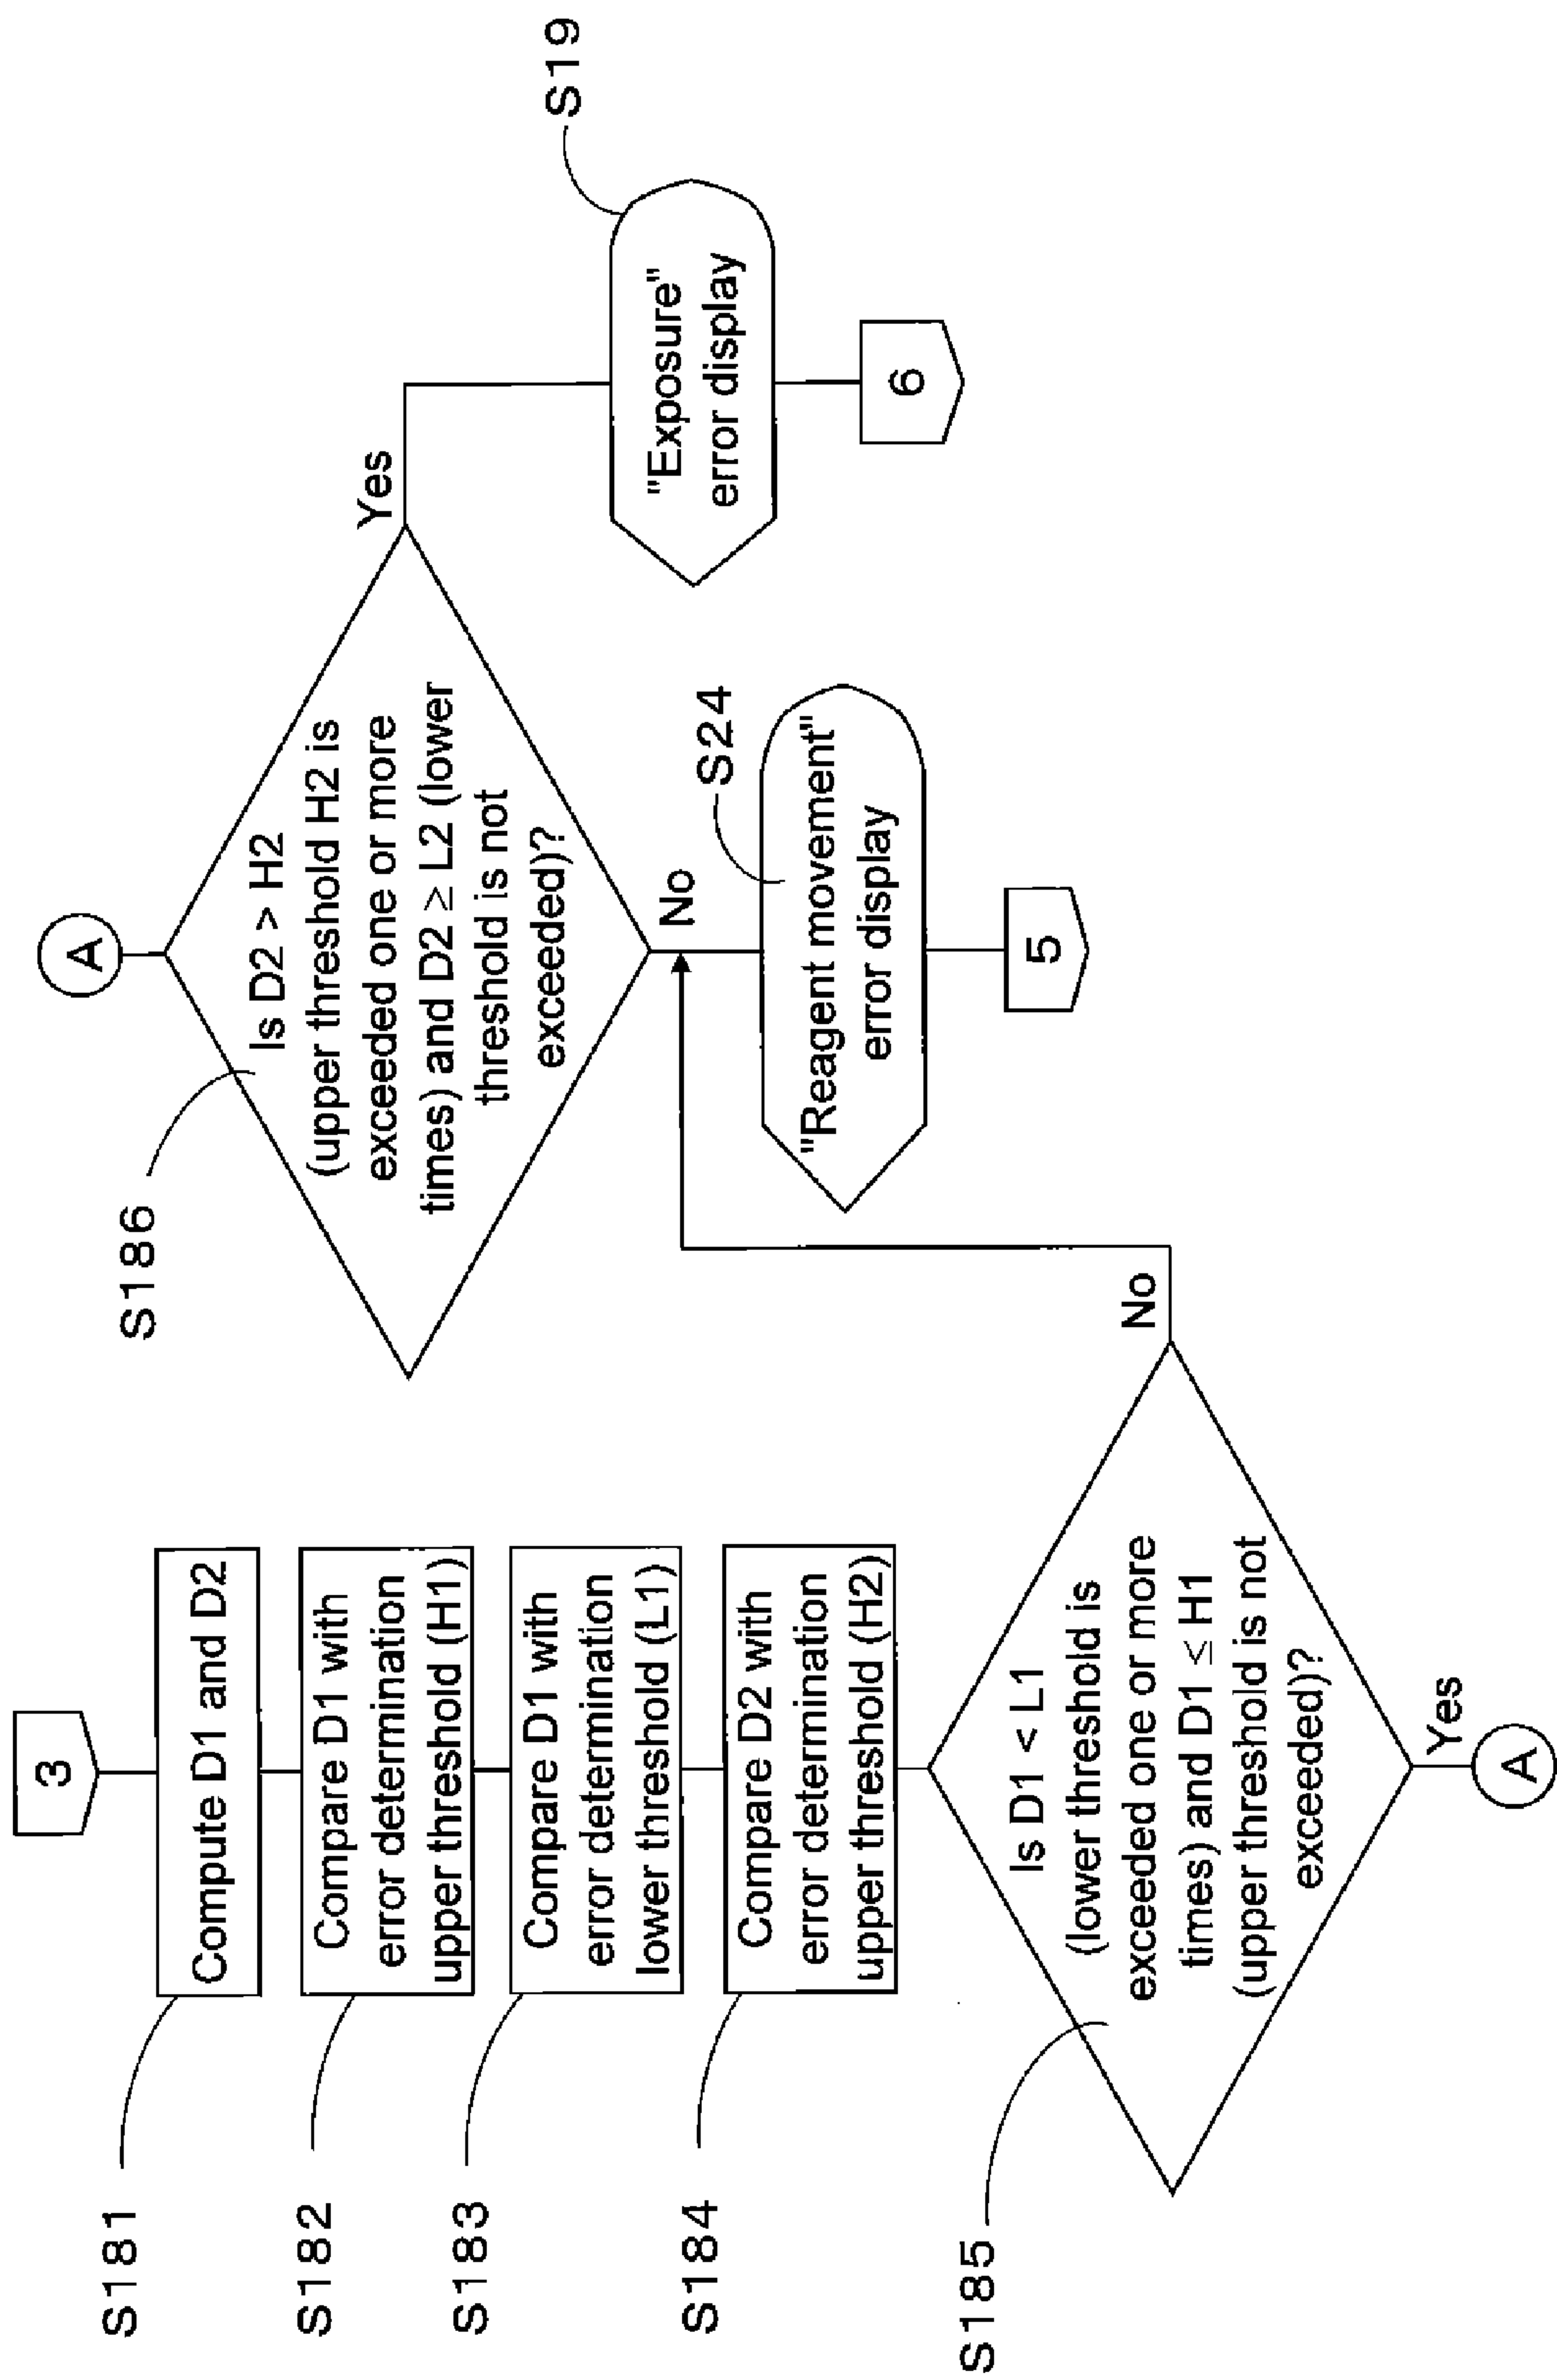 3
S181
Compute D1 and D2
S182
Compare D1 with
error determination
upper threshold (H1)
S183
Compare D1 with
error determination
lower threshold (L1)
S184
Compare D2 with
error determination
upper threshold (H2)
S185
Is D1 < L1
(lower threshold is
exceeded one or more
times) and D1 ≤ H1
(upper threshold is not
exceeded)?
No
Yes
A
A
S186
Is D2 > H2
(upper threshold H2 is
exceeded one or more
times) and D2 ≥ L2 (lower
threshold is not
exceeded)?
Yes
No
S24
"Reagent movement"
error display
5
S19
"Exposure"
error display
6